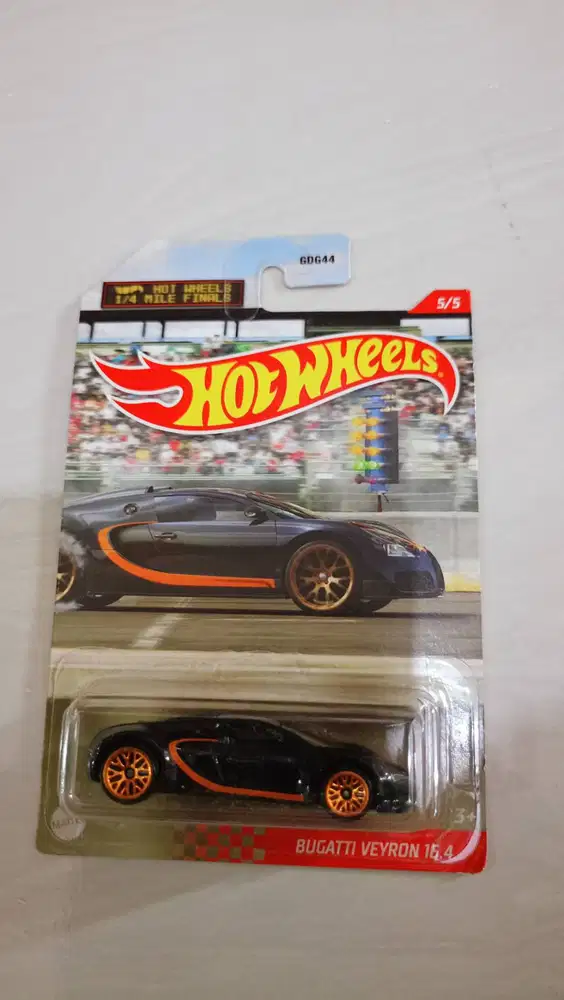 GDG44
HOT WHEELS
1/4 MILE FINALS
5/5
HOT WHEELS
3+
BUGATTI VEYRON 16.4